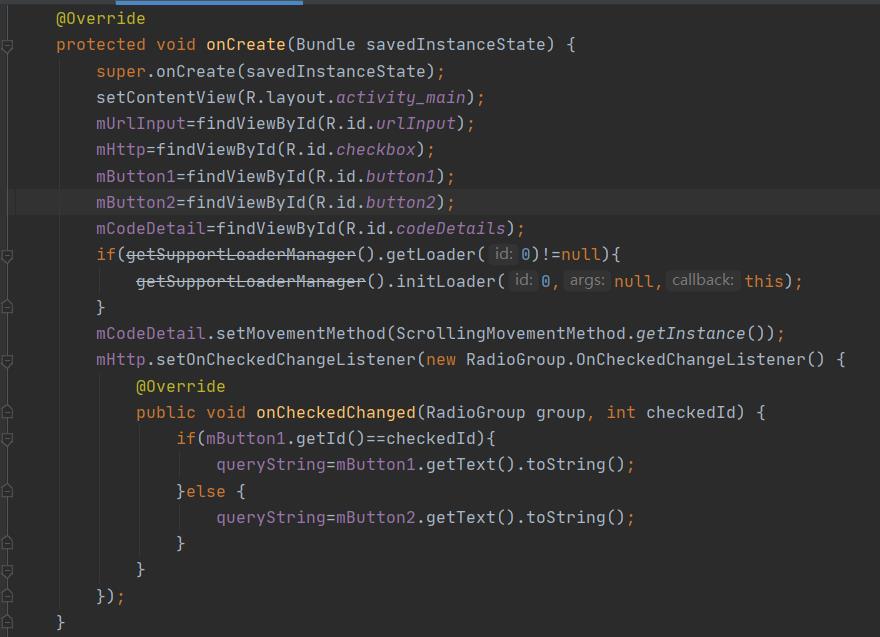 @Override
protected void onCreate(Bundle savedInstanceState) {
super.onCreate(savedInstanceState);
setContentView(R.layout.activity_main);
mUrlInput=findViewById(R.id.urlInput);
mHttp=findViewById(R.id.checkbox);
mButton1=findViewById(R.id.button1);
mButton2=findViewById(R.id.button2);
mCodeDetail=findViewById(R.id.codeDetails);
if(getSupportLoaderManager().getLoader( id: 0)!=null){
getSupportLoaderManager().initLoader( id: 0, args: null, callback: this);
}
mCodeDetail.setMovementMethod(ScrollingMovementMethod.getInstance());
mHttp.setOnCheckedChangeListener(new RadioGroup.OnCheckedChangeListener() {
@Override
public void onCheckedChanged(RadioGroup group, int checkedId) {
if(mButton1.getId()==checkedId){
queryString=mButton1.getText().toString();
}else {
queryString=mButton2.getText().toString();
}
}
});
}